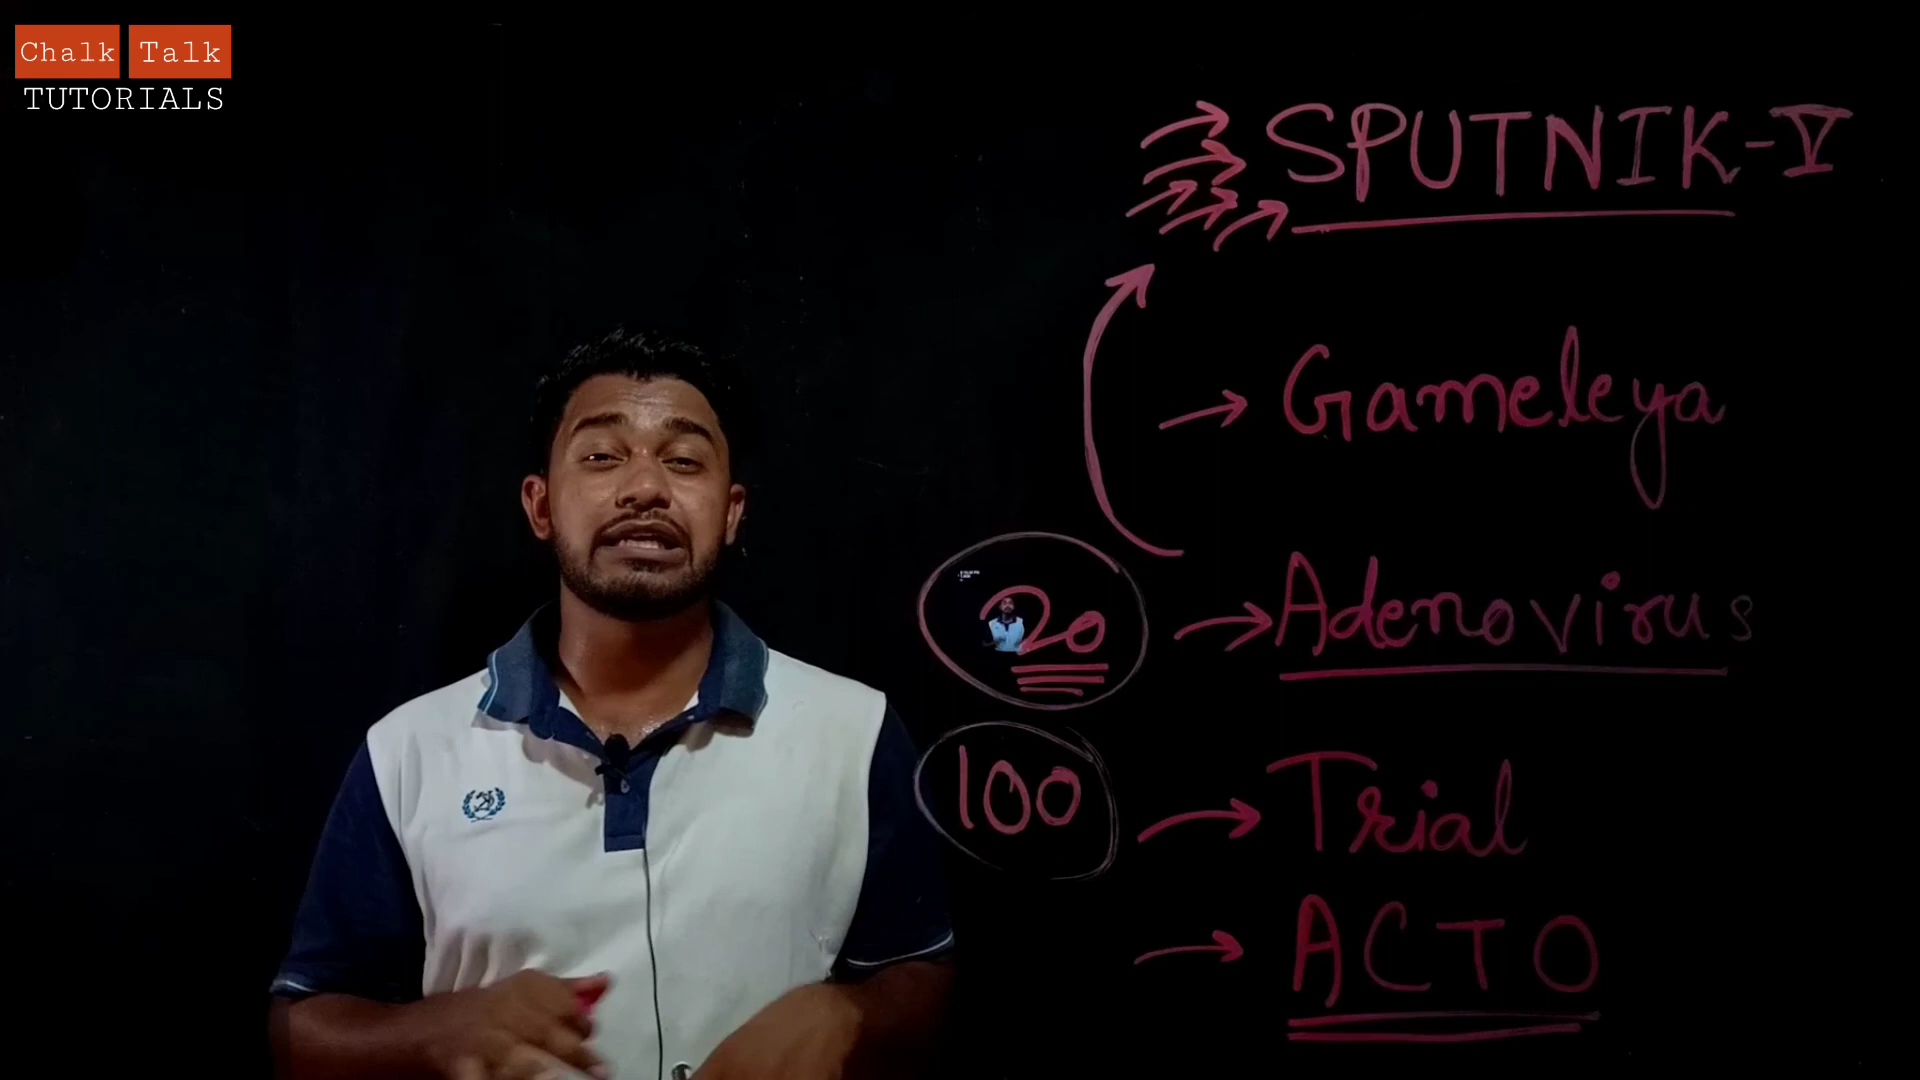 Chalk Talk
TUTORIALS
SPUTNIK-V
Gameleya
20
Adenovirus
100
Trial
ACTO